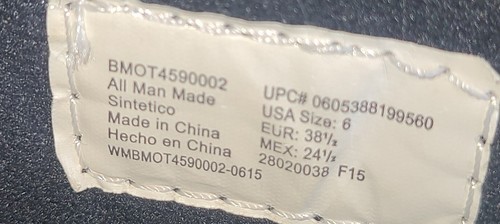 BMOT4590002
All Man Made
Sintetico
Made in China
Hecho en China
WMBMOT4590002-0615
UPC# 0605388199560
USA Size: 6
EUR: 38½
MEX: 24½
28020038 F15